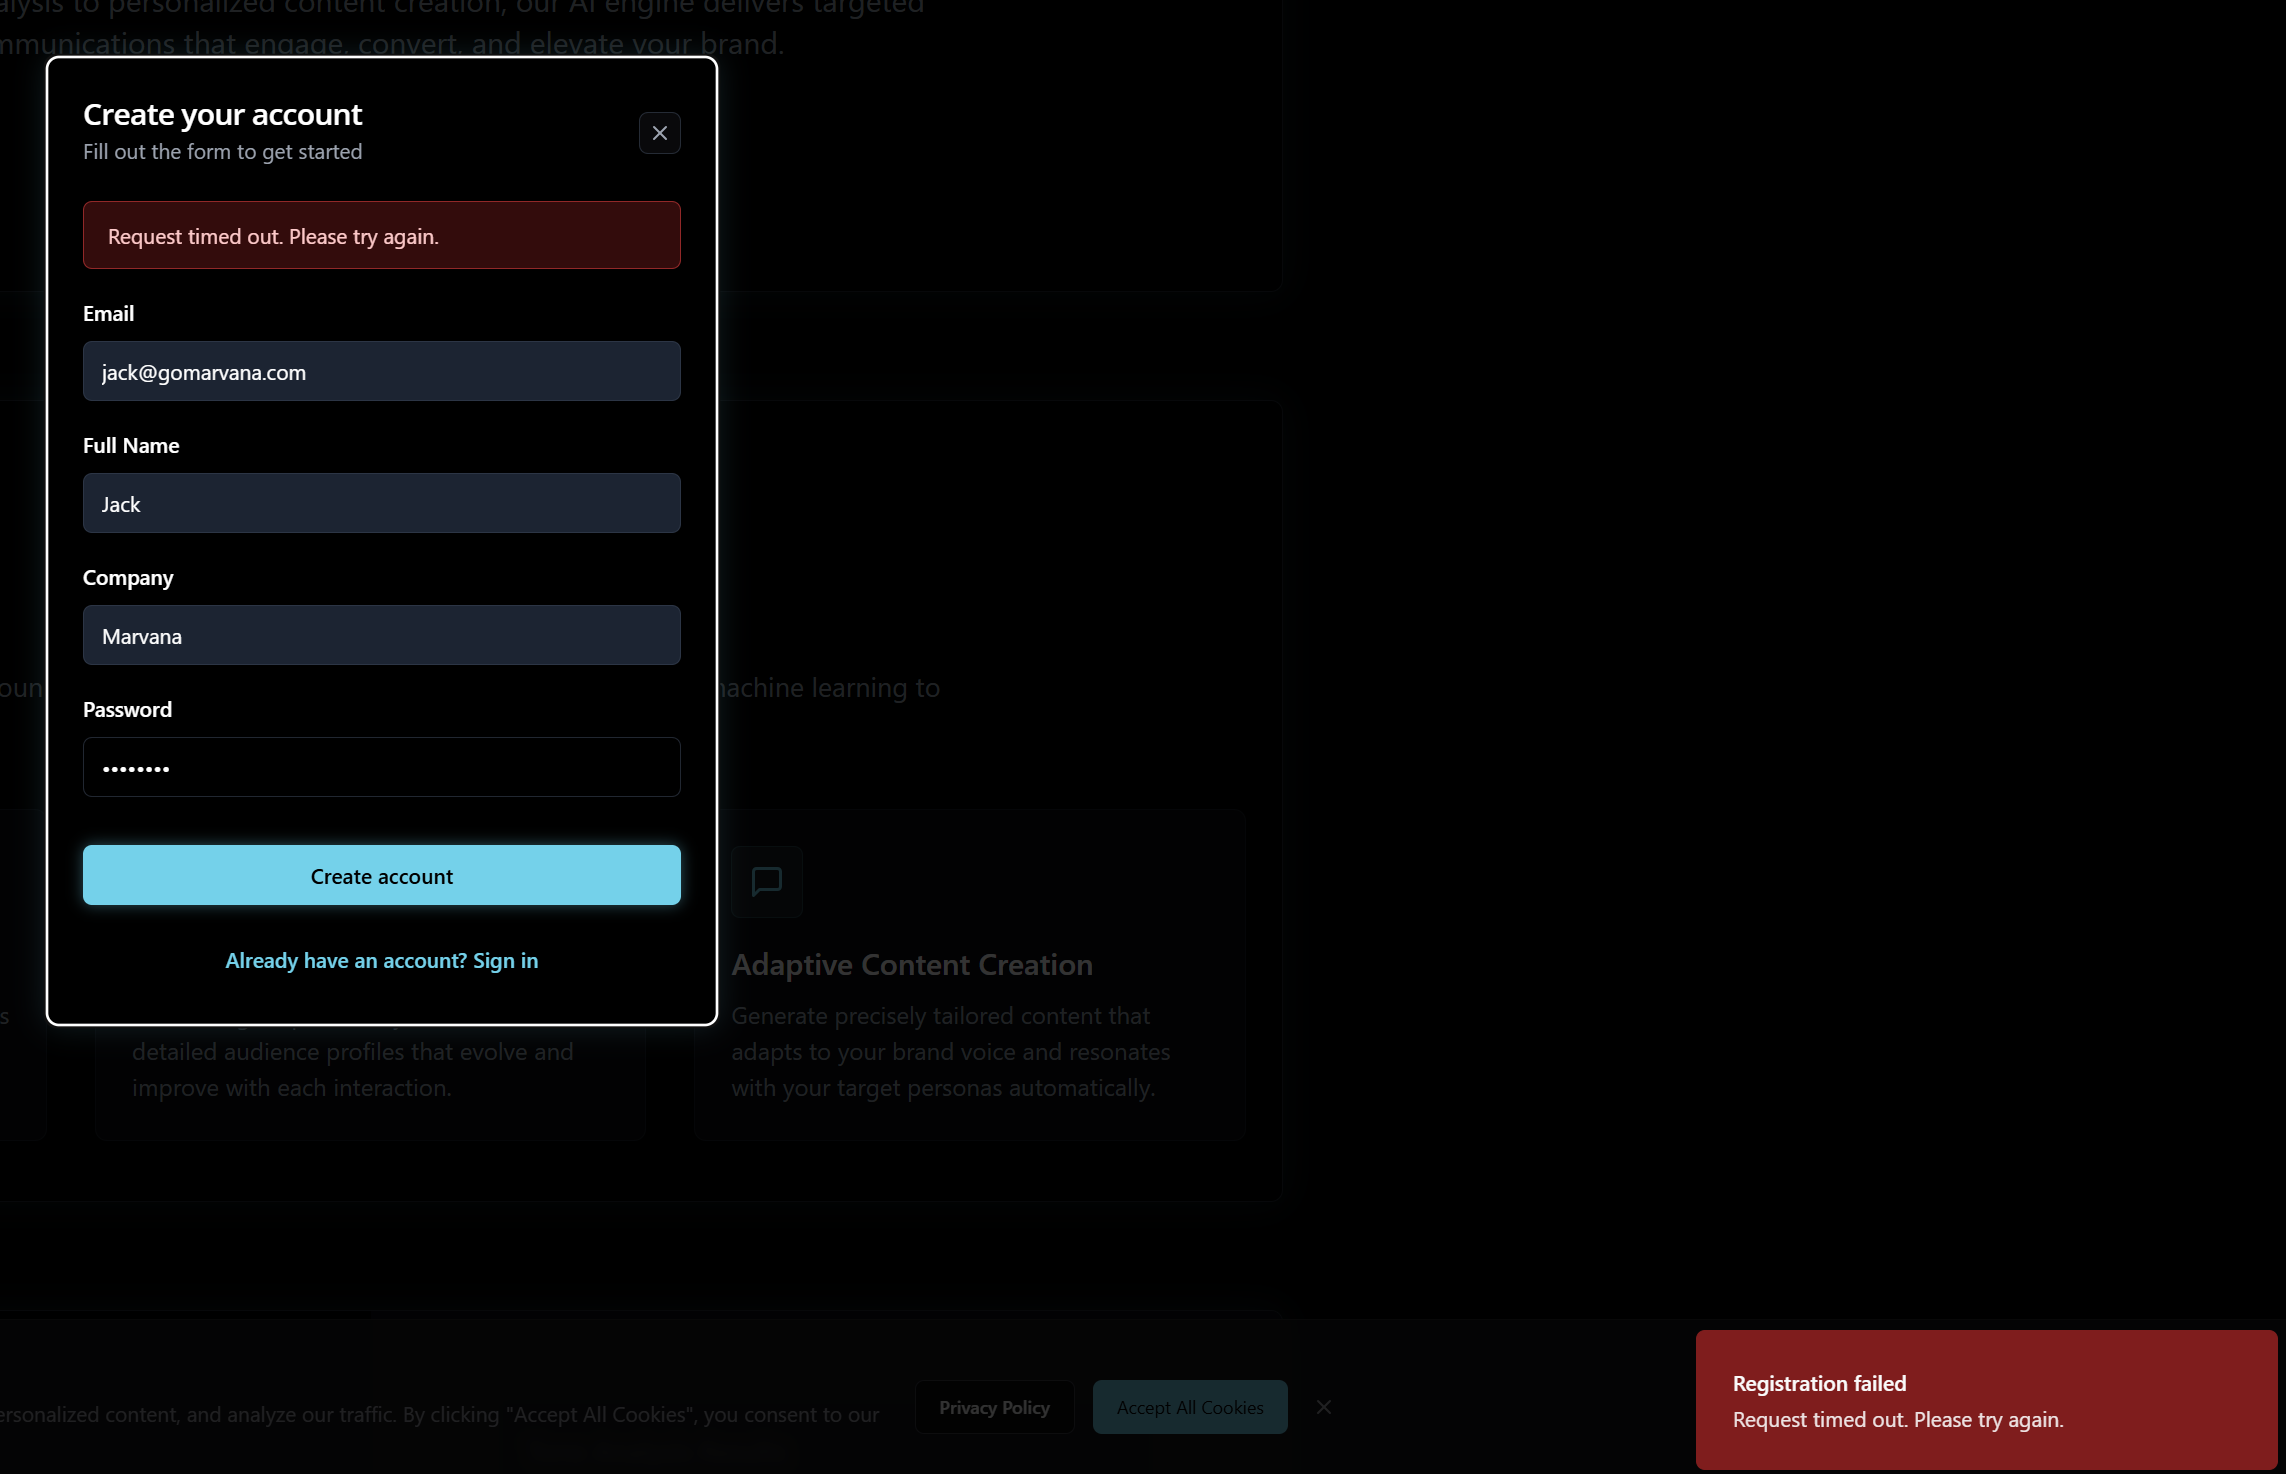 to personalized content creation, our AI engine delivers targeted
that engage, convert, and elevate your brand.
Create your account
Fill out the form to get started
Request timed out. Please try again.
Email
jack@gomarvana.com
Full Name
Jack
Company
Marvana
machine learning to
Password
••••••••
Create account
Already have an account? Sign in
detailed audience profiles that evolve and
improve with each interaction.
Adaptive Content Creation
Generate precisely tailored content that
adapts to your brand voice and resonates
with your target personas automatically.
content, and analyze our traffic. By clicking "Accept All Cookies", you consent to our
Privacy Policy
Accept All Cookies
Registration failed
Request timed out. Please try again.